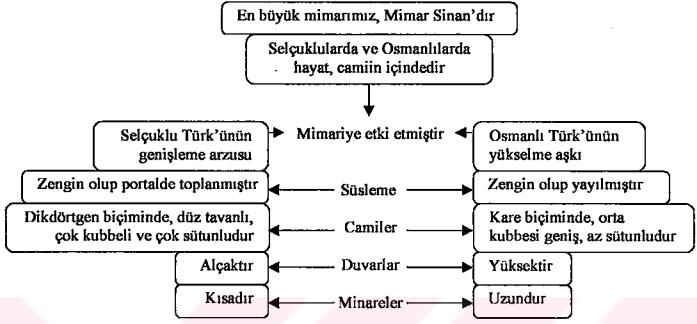 En büyük mimarımız, Mimar Sinan'dır
Selçuklularda ve Osmanlılarda
hayat, camiin içindedir
Selçuklu Türk'ünün
genişleme arzusu
Mimariye etki etmiştir
Osmanlı Türk'ünün
yükselme aşkı
Zengin olup portalde toplanmıştır
Süsleme
Zengin olup yayılmıştır
Dikdörtgen biçiminde, düz tavanlı,
çok kubbeli ve çok sütunludur
Camiler
Kare biçiminde, orta
kubbesi geniş, az sütunludur
Alçaktır
Duvarlar
Yüksektir
Kısadır
Minareler
Uzundur